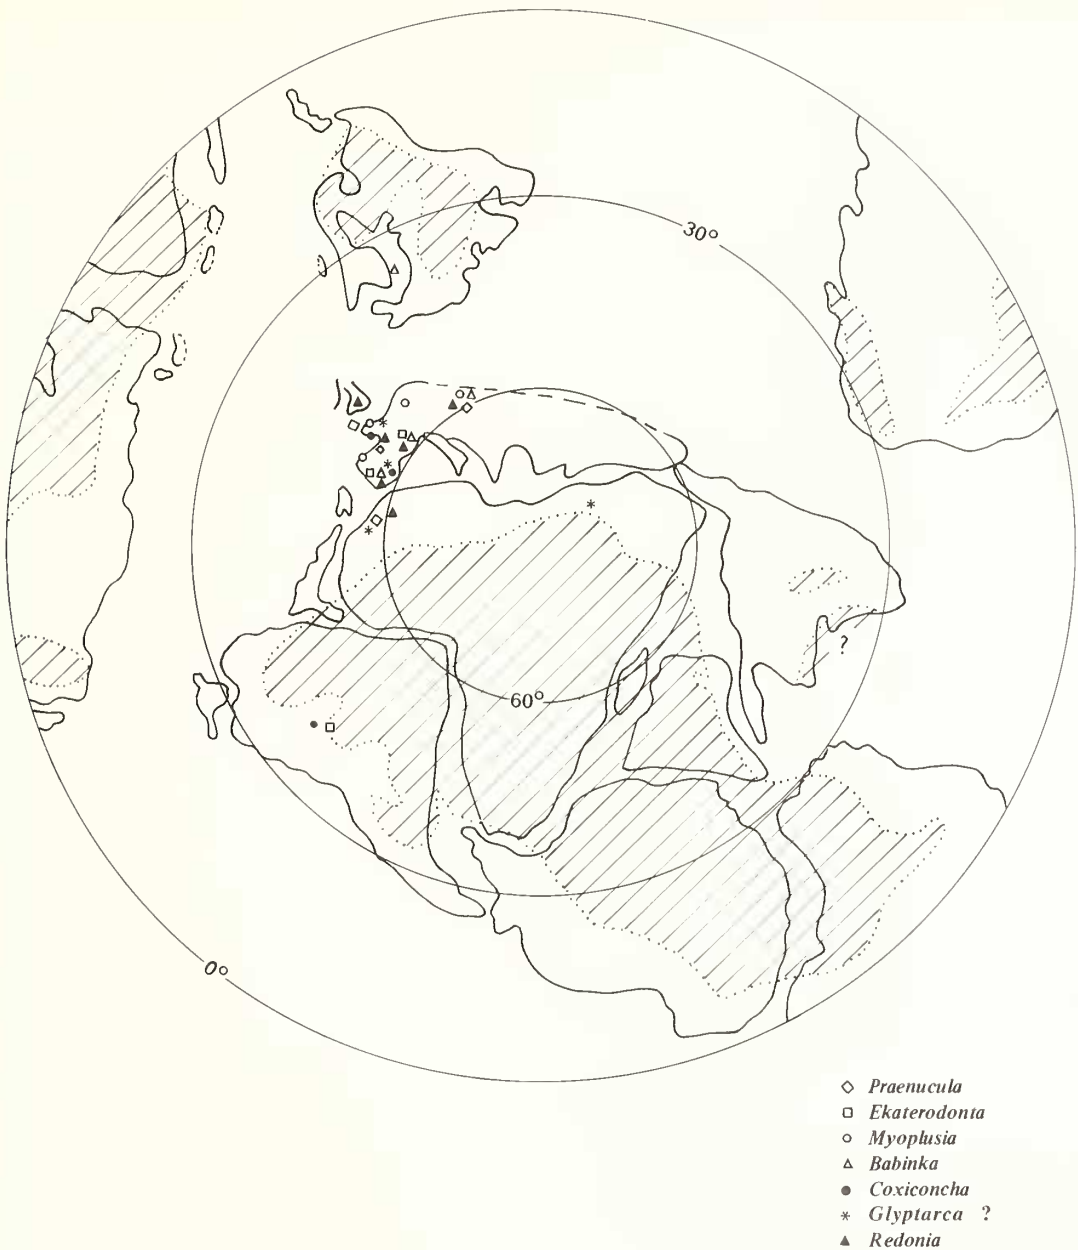 30°
?
60°
0°
◇ Praenucula
□ Ekaterodonta
○ Myoplusia
△ Babinka
● Coxiconcha
* Glyptarca ?
▲ Redonia